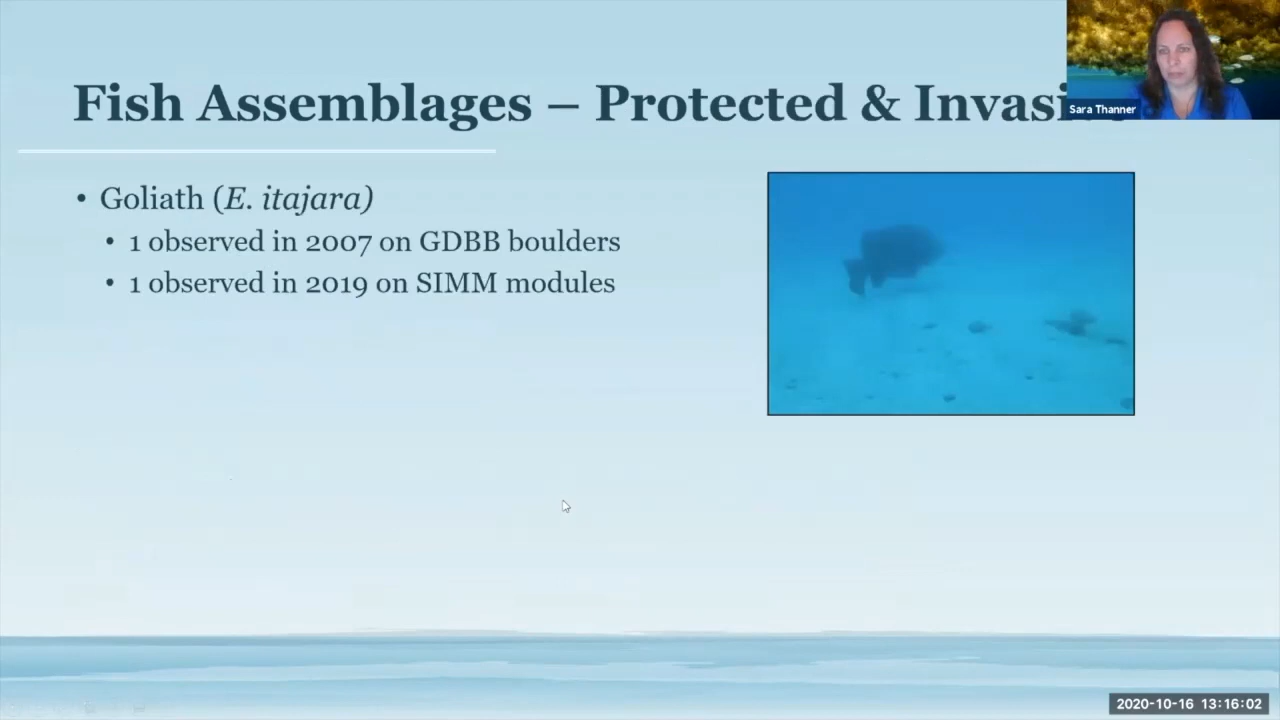 Fish Assemblages – Protected & Invasi
Sara Thanner
• Goliath (E. itajara)
• 1 observed in 2007 on GDBB boulders
• 1 observed in 2019 on SIMM modules
2020-10-16 13:16:02